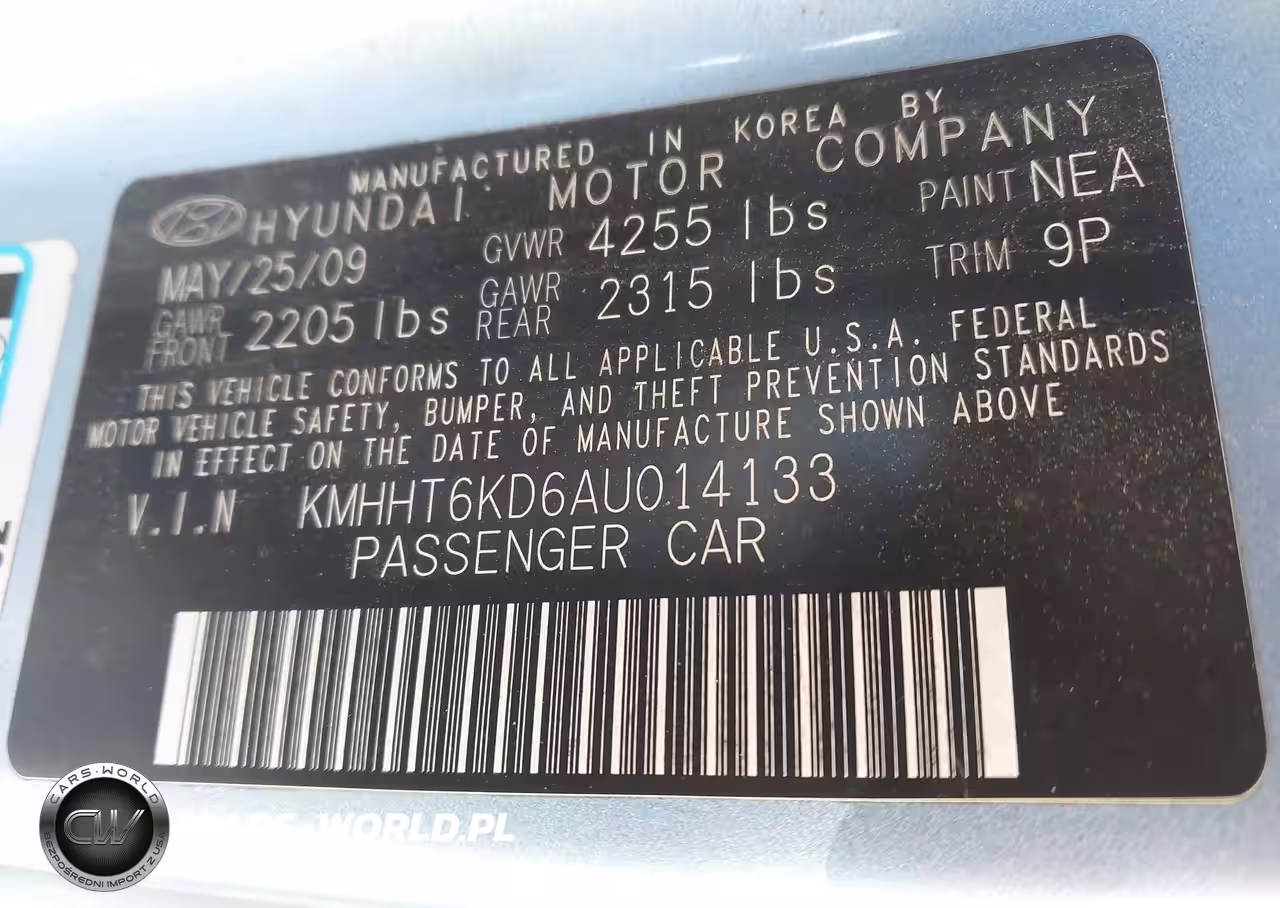 MANUFACTURED IN KOREA BY
HYUNDAI MOTOR COMPANY
MAY/25/09 GVWR 4255 lbs PAINT NEA
GAWR FRONT 2205 lbs GAWR REAR 2315 lbs TRIM 9P
THIS VEHICLE CONFORMS TO ALL APPLICABLE U.S.A. FEDERAL
MOTOR VEHICLE SAFETY, BUMPER, AND THEFT PREVENTION STANDARDS
IN EFFECT ON THE DATE OF MANUFACTURE SHOWN ABOVE
V.I.N KMHHT6KD6AU014133
PASSENGER CAR
CARS-WORLD
CW
BEZPOŚREDNI IMPORT Z USA
CARS-WORLD.PL